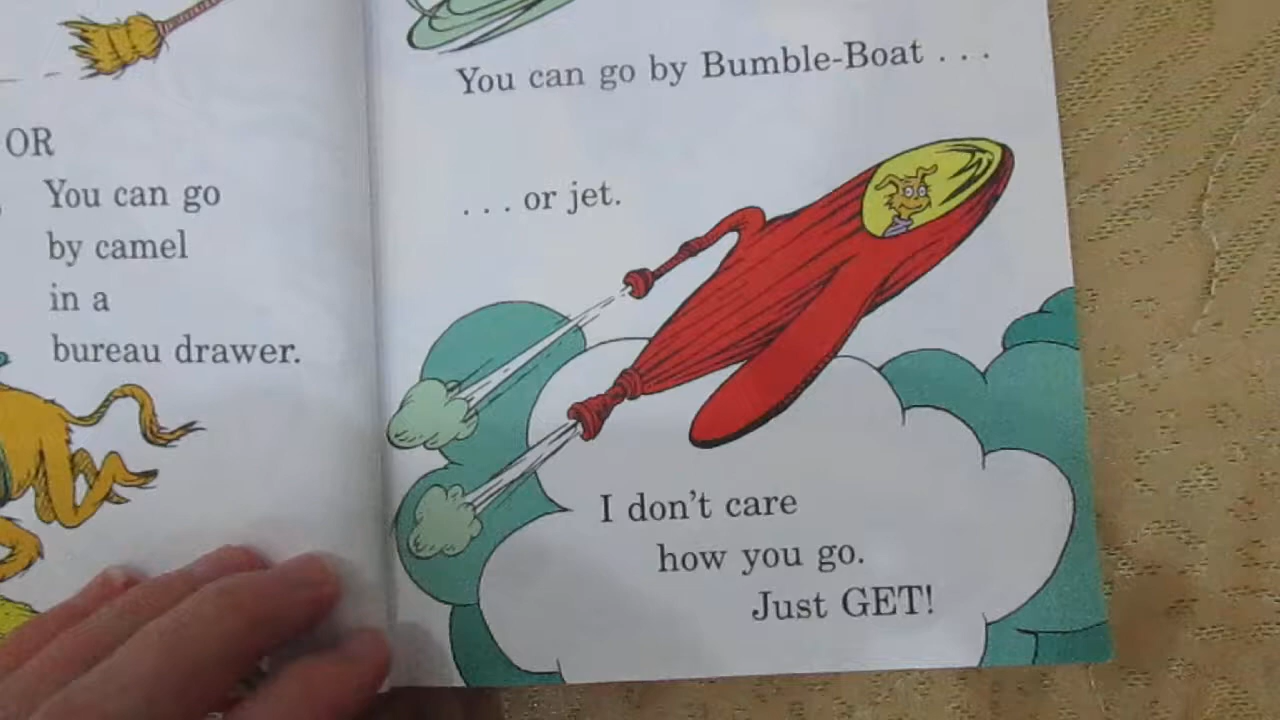 OR
You can go
by camel
in a
bureau drawer.
You can go by Bumble-Boat . . .
. . . or jet.
I don't care
how you go.
Just GET!